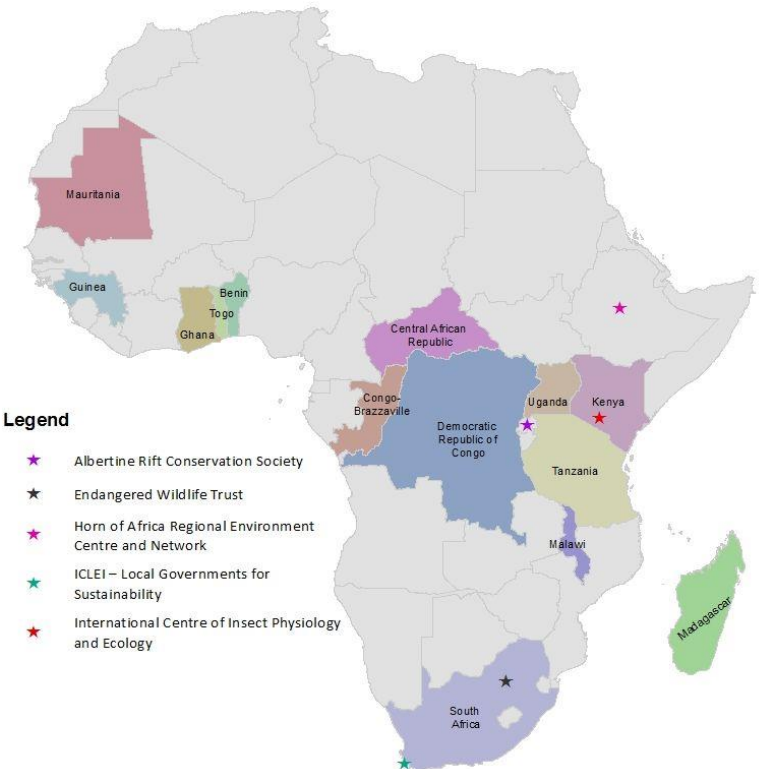 Mauritania
Guinea
Benin
Togo
Ghana
Central African
Republic
Congo-
Brazzaville
Democratic
Republic of
Congo
Uganda
Kenya
Tanzania
Malawi
Madagascar
South
Africa
Legend
Albertine Rift Conservation Society
Endangered Wildlife Trust
Horn of Africa Regional Environment
Centre and Network
ICLEI – Local Governments for
Sustainability
International Centre of Insect Physiology
and Ecology